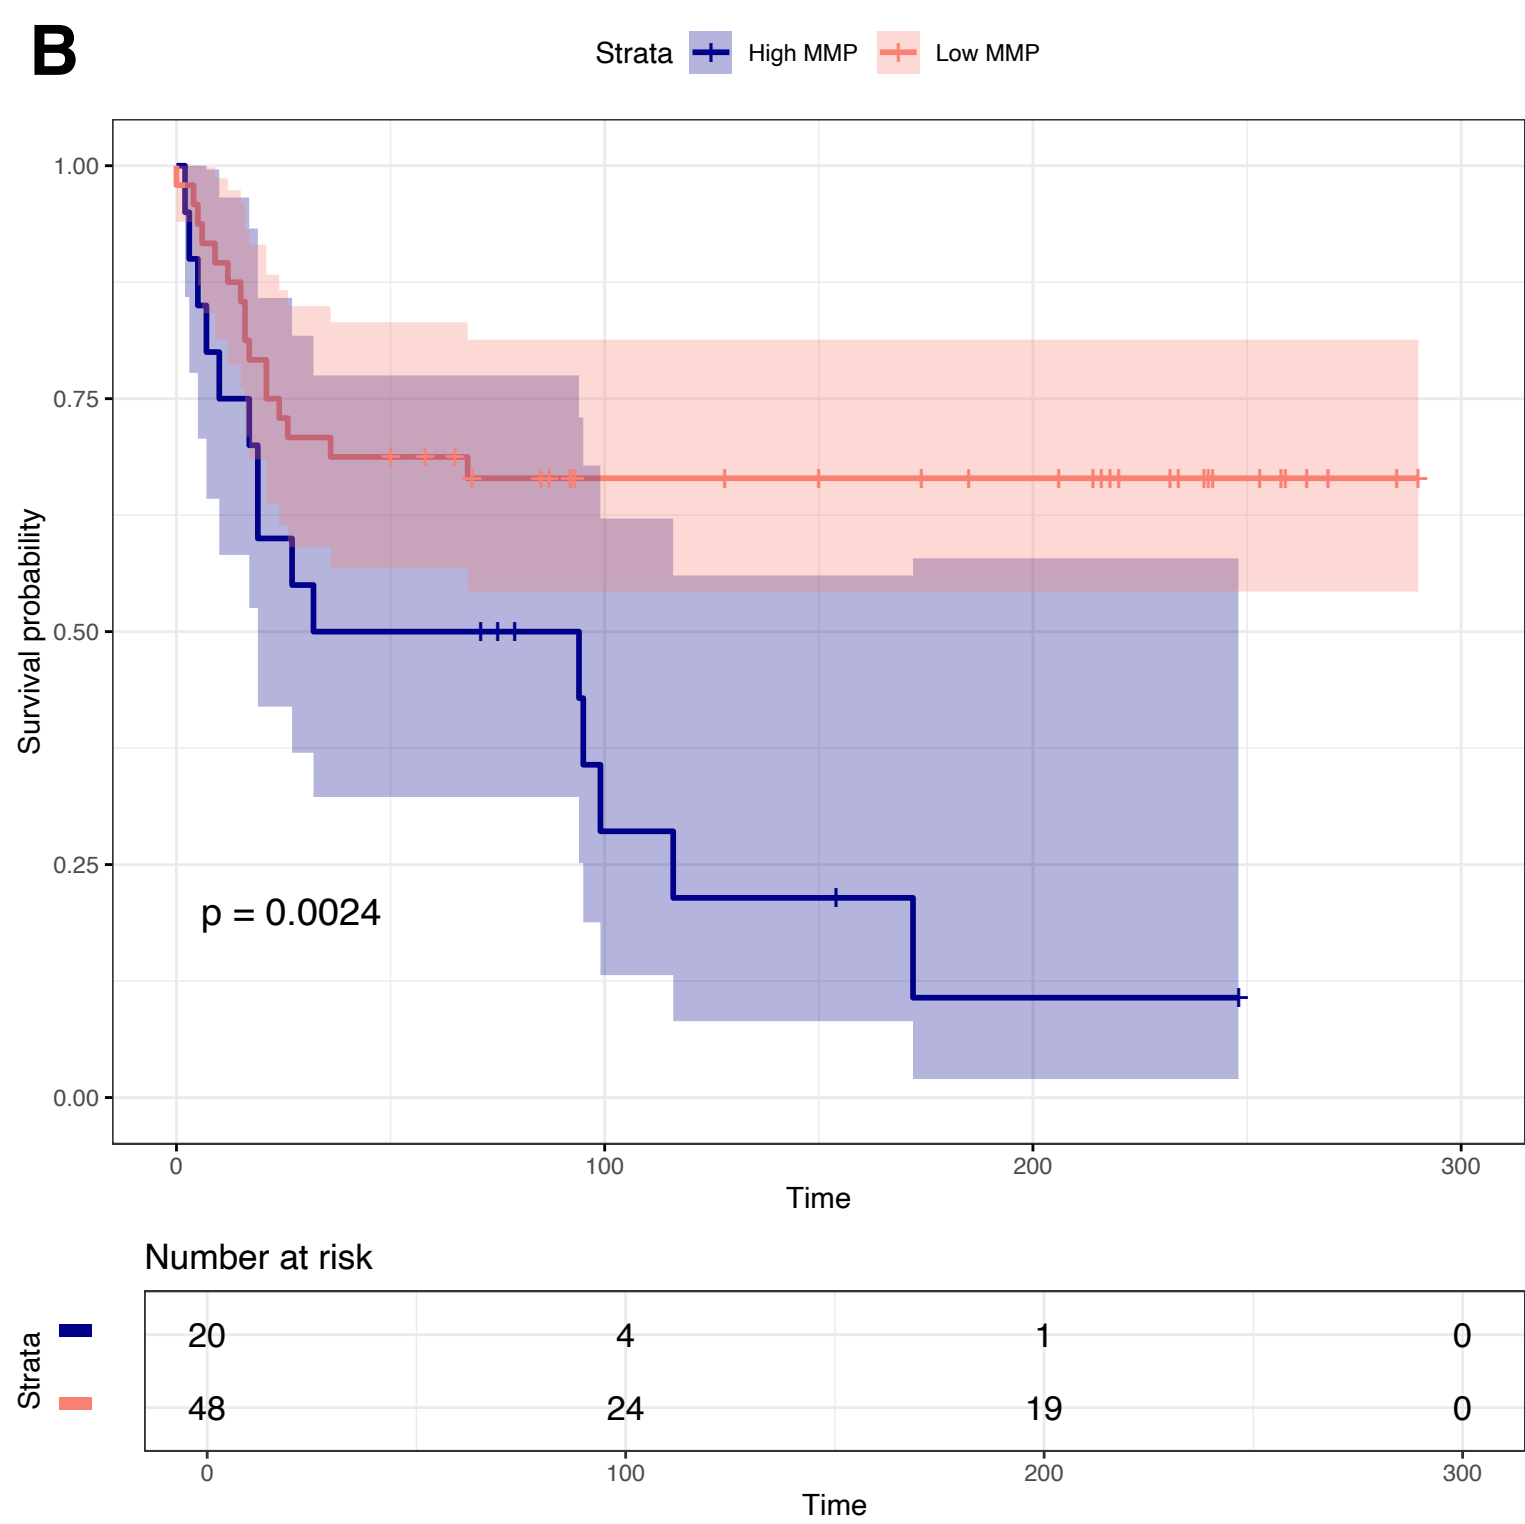 B
Strata High MMP Low MMP
1.00
0.75
0.50
0.25
0.00
Survival probability
p = 0.0024
0 100 200 300
Time
Number at risk
Strata
20 4 1 0
48 24 19 0
0 100 200 300
Time